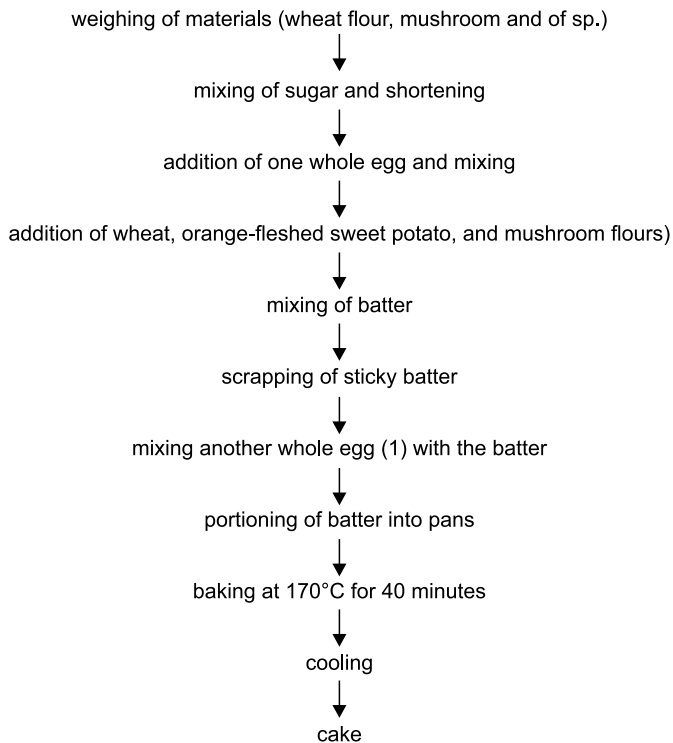 weighing of materials (wheat flour, mushroom and of sp.)
mixing of sugar and shortening
addition of one whole egg and mixing
addition of wheat, orange-fleshed sweet potato, and mushroom flours)
mixing of batter
scrapping of sticky batter
mixing another whole egg (1) with the batter
portioning of batter into pans
baking at 170°C for 40 minutes
cooling
cake